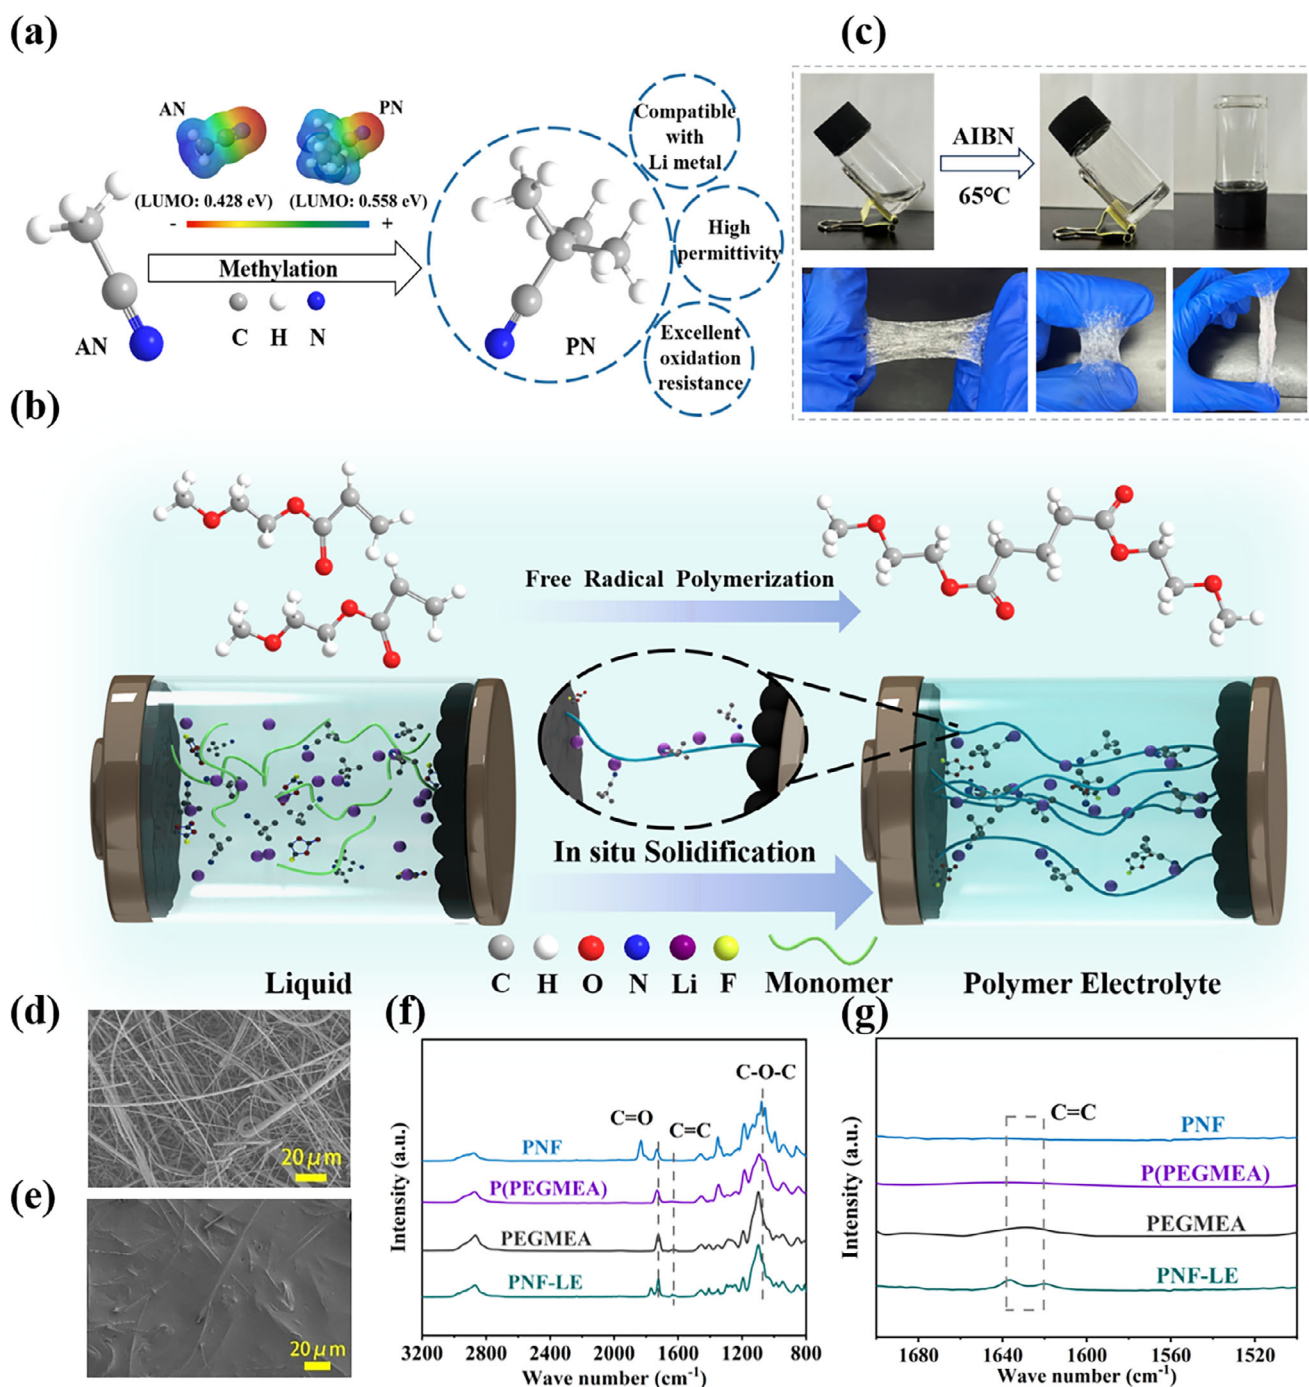 (a)
AN
PN
(LUMO: 0.428 eV)
(LUMO: 0.558 eV)
-
+
Methylation
C H N
AN
PN
Compatible
with
Li metal
High
permittivity
Excellent
oxidation
resistance
(c)
AIBN
65°C
(b)
Free Radical Polymerization
In situ Solidification
C H O N Li F Monomer
Liquid
Polymer Electrolyte
(d)
20 μm
(e)
20 μm
(f)
C-O-C
C=O
C=C
PNF
P(PEGMEA)
PEGMEA
PNF-LE
Intensity (a.u.)
3200 2800 2400 2000 1600 1200 800
Wave number (cm⁻¹)
(g)
C=C
PNF
P(PEGMEA)
PEGMEA
PNF-LE
Intensity (a.u.)
1680 1640 1600 1560 1520
Wave number (cm⁻¹)